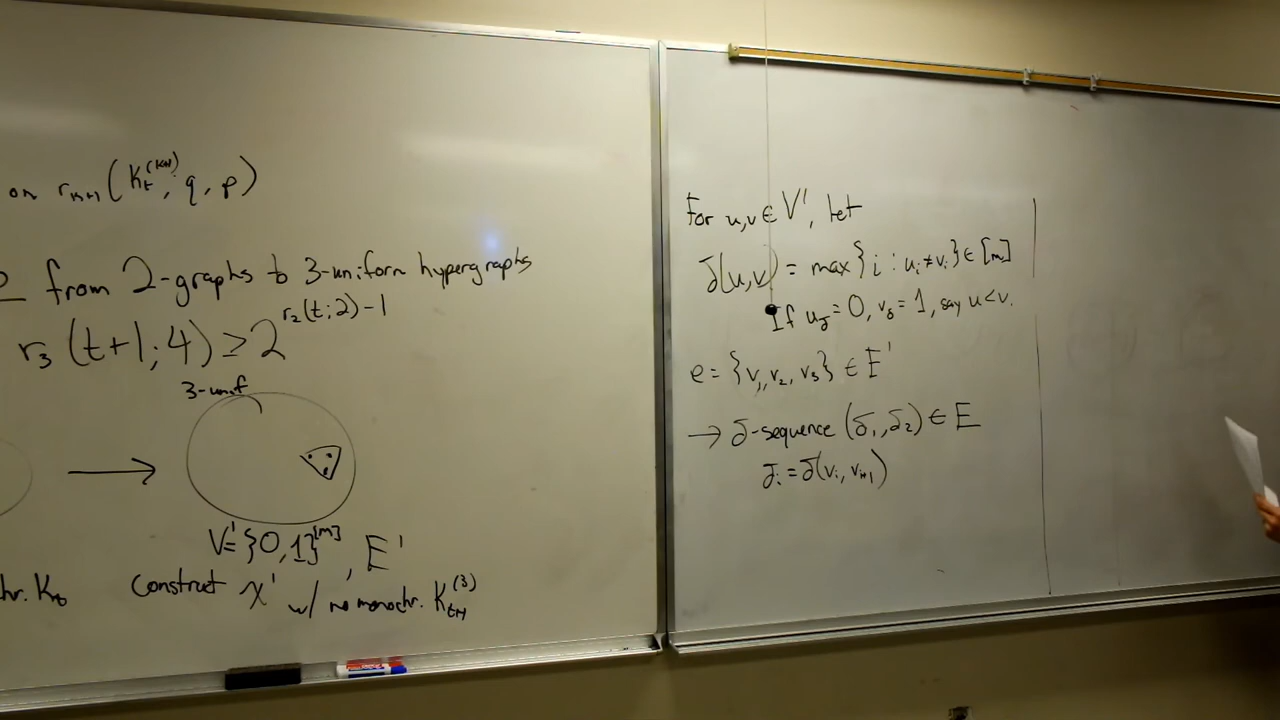 on r_{k+1}(K_t^{(k+1)}; q, p)
from 2-graphs to 3-uniform hypergraphs
r_3(t+1; 4) ≥ 2^{r_2(t; 2) - 1}
3-unif
V' = {0,1}^{[m]}, E'
chr. K_t construct χ' w/ no monochr. K_{t+1}^{(3)}
For u,v ∈ V', let
δ(u,v) = max{i : u_i ≠ v_i} ∈ [m]
If u_δ = 0, v_δ = 1, say u < v.
e = {v_1, v_2, v_3} ∈ E'
→ δ-sequence (δ_1, δ_2) ∈ E
δ_i = δ(v_i, v_{i+1})